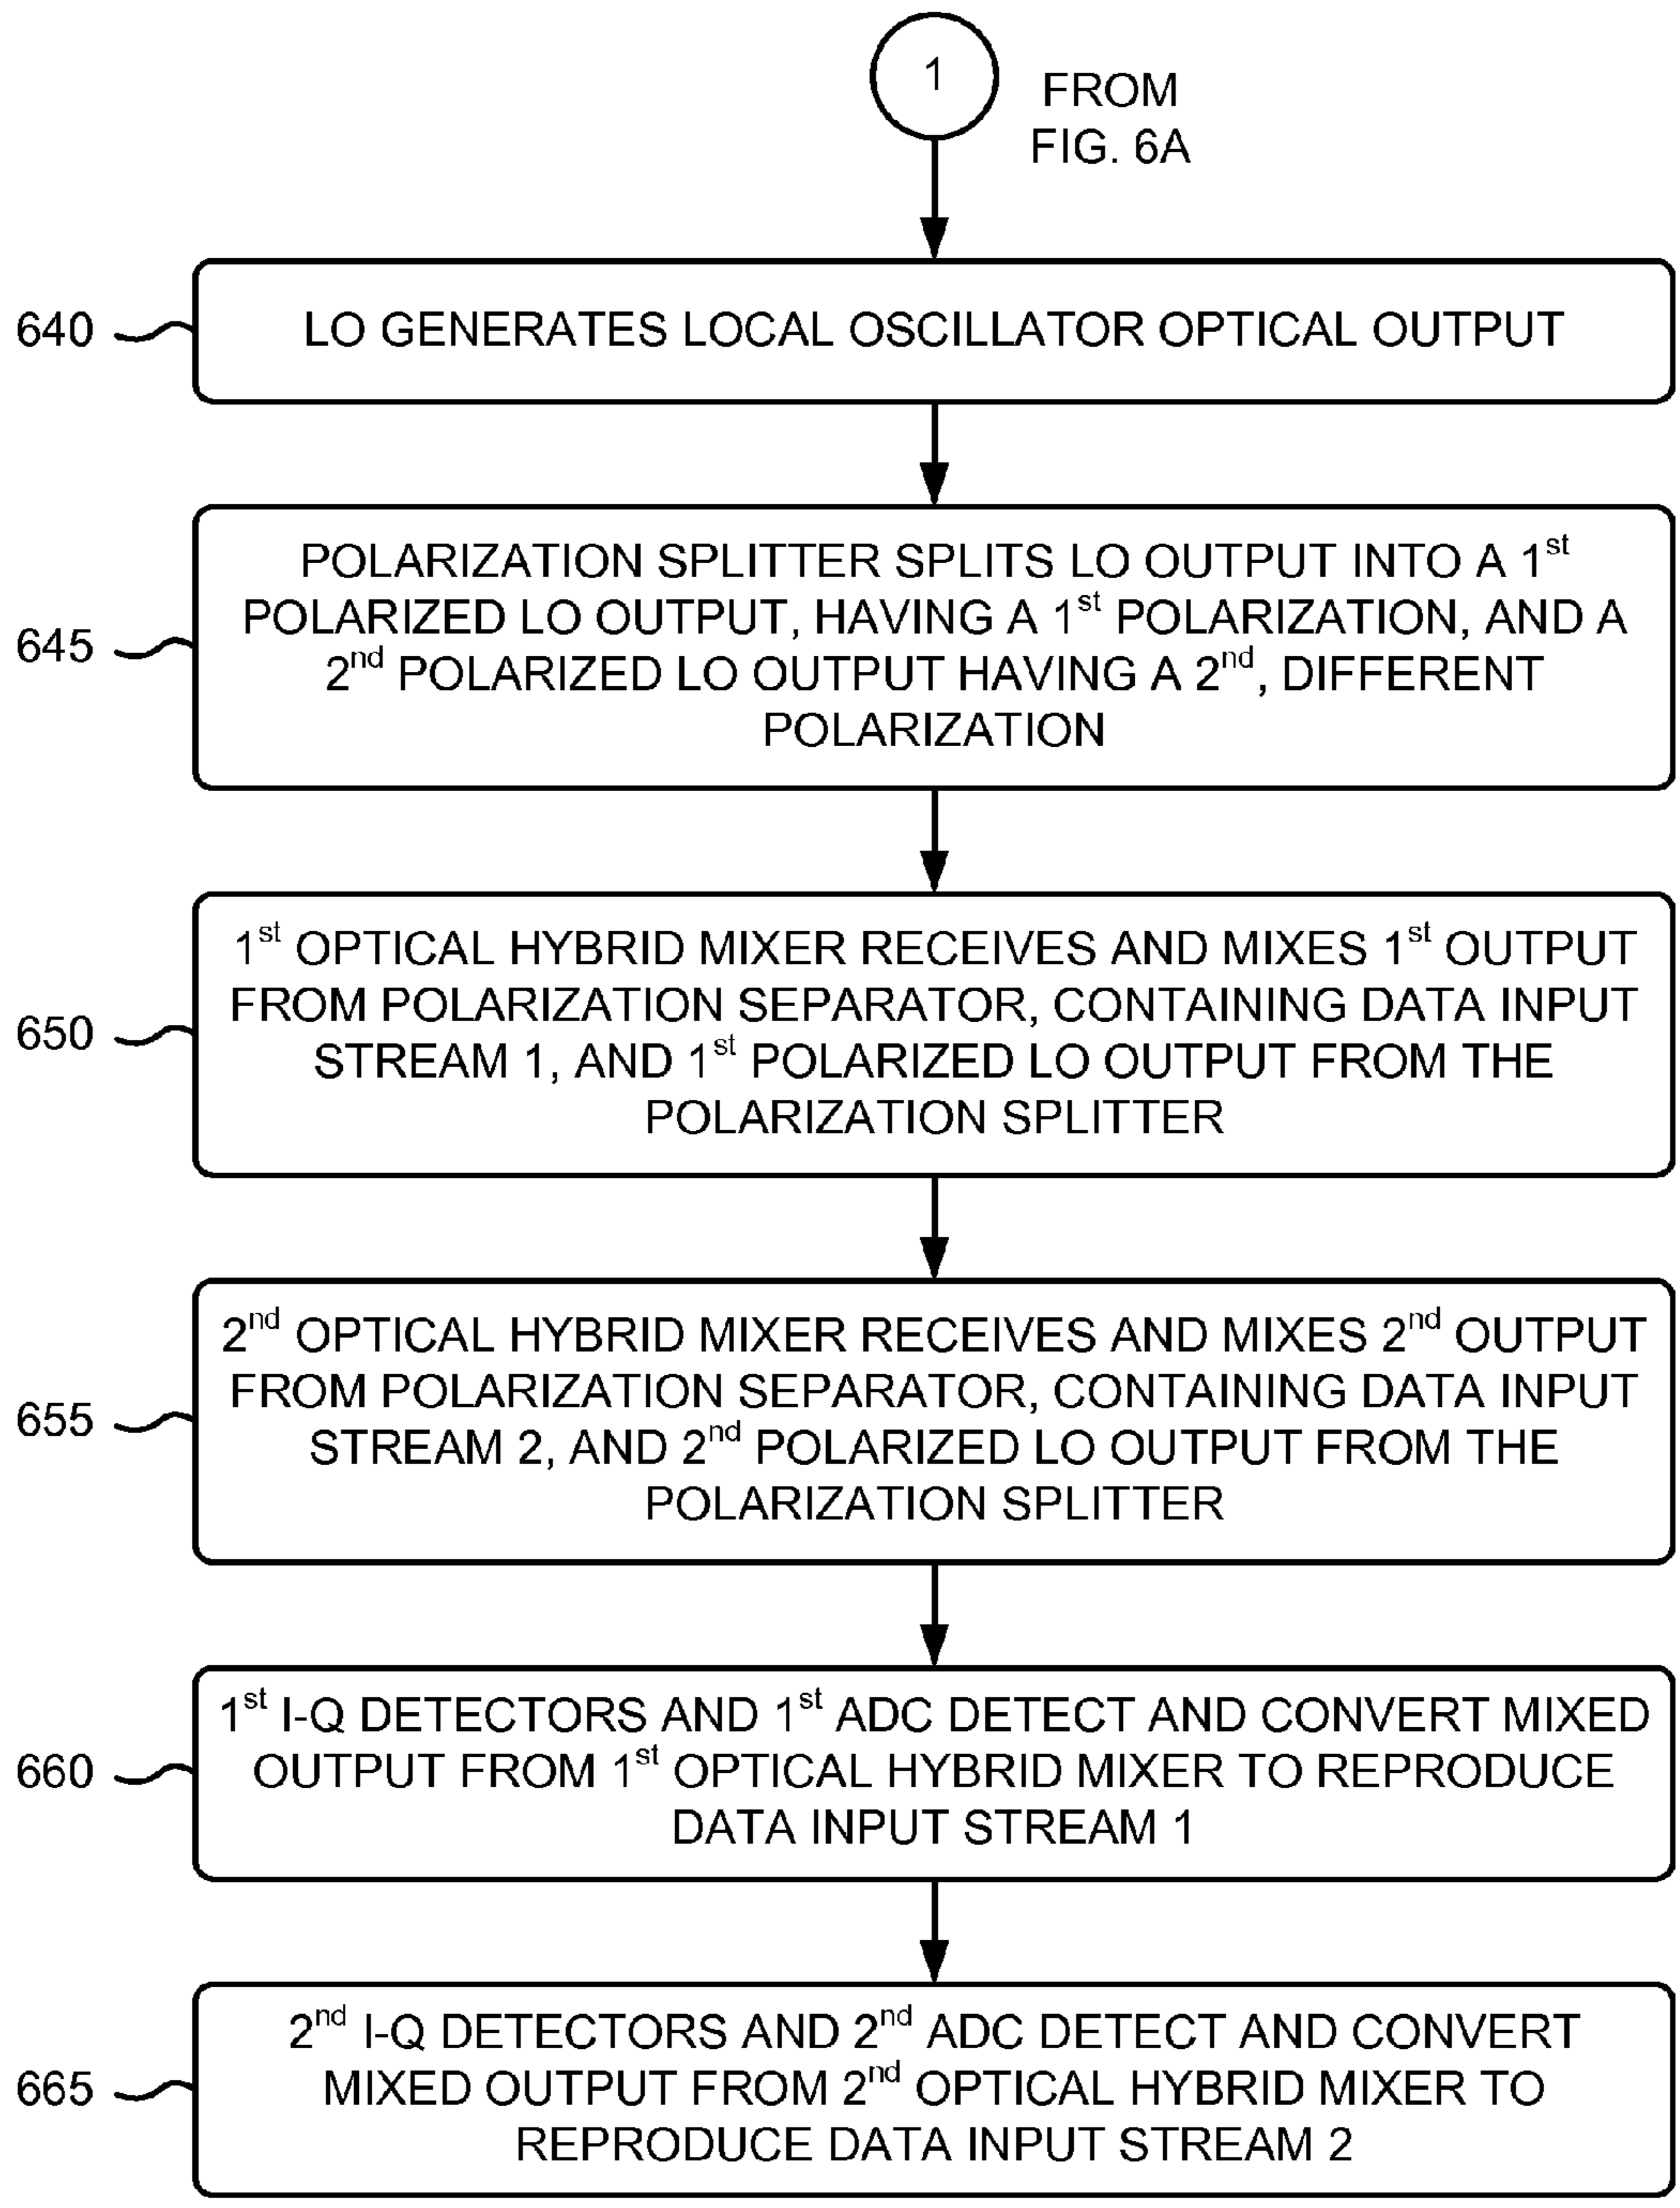 1
FROM
FIG. 6A
640
LO GENERATES LOCAL OSCILLATOR OPTICAL OUTPUT
645
POLARIZATION SPLITTER SPLITS LO OUTPUT INTO A 1st
POLARIZED LO OUTPUT, HAVING A 1st POLARIZATION, AND A
2nd POLARIZED LO OUTPUT HAVING A 2nd, DIFFERENT
POLARIZATION
650
1st OPTICAL HYBRID MIXER RECEIVES AND MIXES 1st OUTPUT
FROM POLARIZATION SEPARATOR, CONTAINING DATA INPUT
STREAM 1, AND 1st POLARIZED LO OUTPUT FROM THE
POLARIZATION SPLITTER
655
2nd OPTICAL HYBRID MIXER RECEIVES AND MIXES 2nd OUTPUT
FROM POLARIZATION SEPARATOR, CONTAINING DATA INPUT
STREAM 2, AND 2nd POLARIZED LO OUTPUT FROM THE
POLARIZATION SPLITTER
660
1st I-Q DETECTORS AND 1st ADC DETECT AND CONVERT MIXED
OUTPUT FROM 1st OPTICAL HYBRID MIXER TO REPRODUCE
DATA INPUT STREAM 1
665
2nd I-Q DETECTORS AND 2nd ADC DETECT AND CONVERT
MIXED OUTPUT FROM 2nd OPTICAL HYBRID MIXER TO
REPRODUCE DATA INPUT STREAM 2